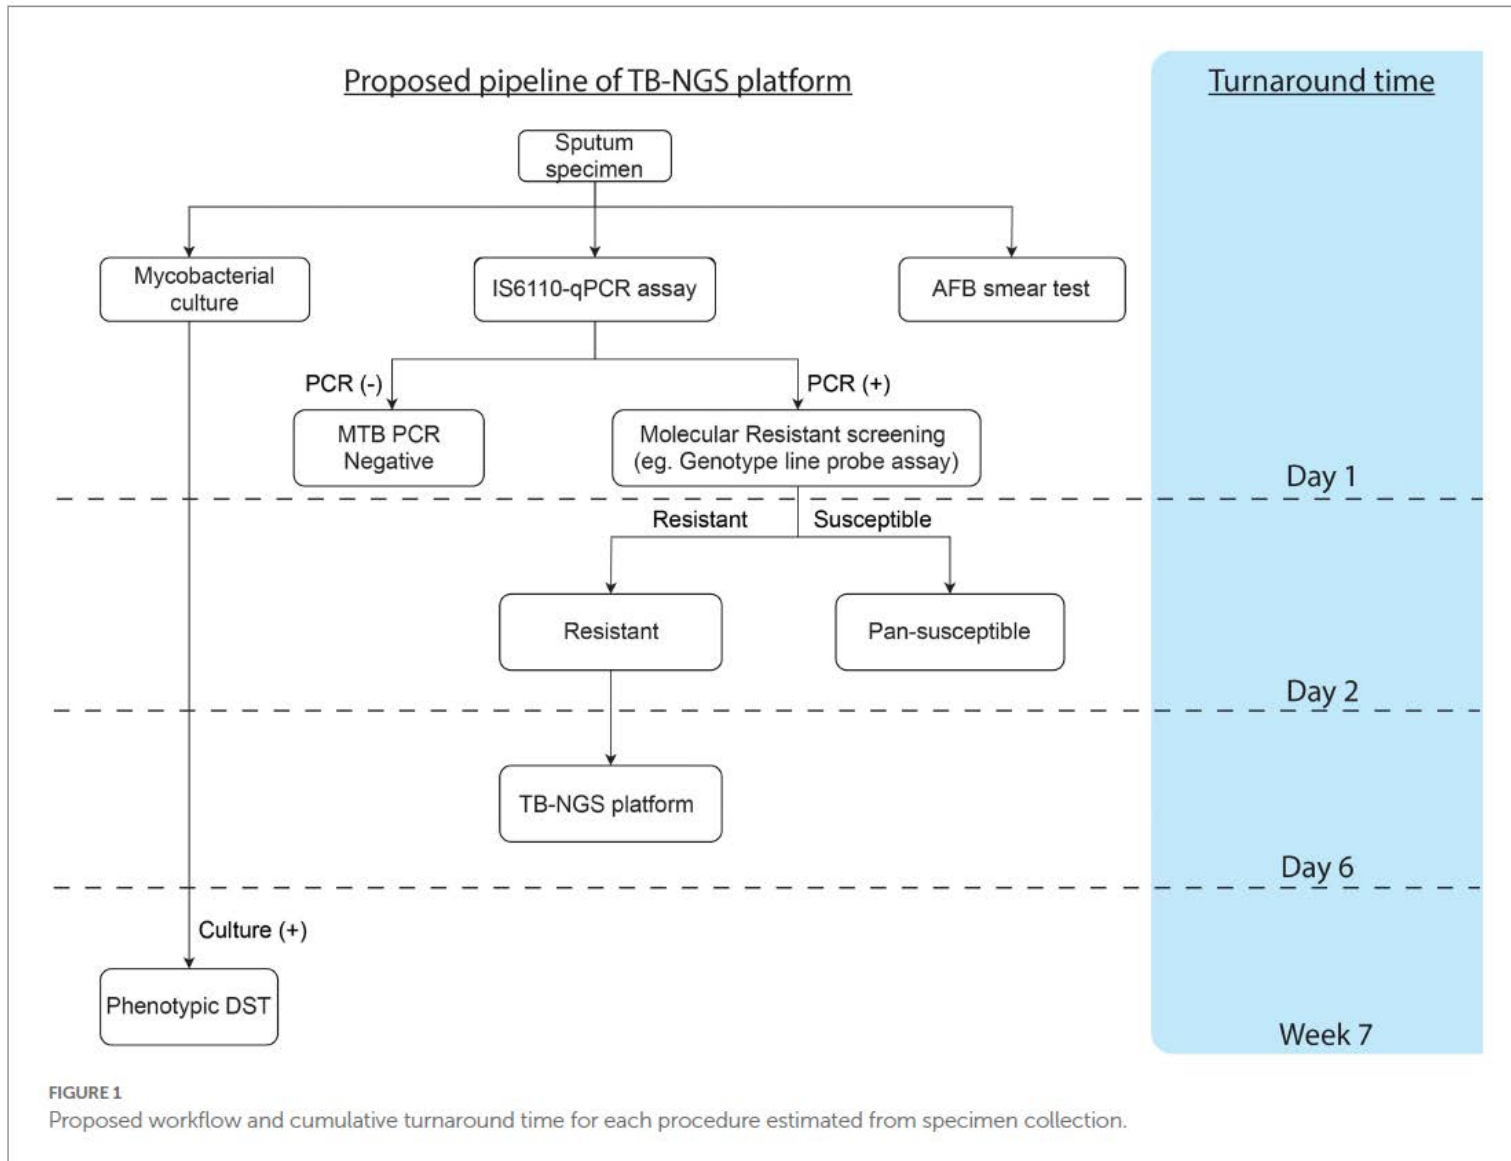 Proposed pipeline of TB-NGS platform
Turnaround time
Sputum
specimen
Mycobacterial
culture
IS6110-qPCR assay
AFB smear test
PCR (-)
PCR (+)
MTB PCR
Negative
Molecular Resistant screening
(eg. Genotype line probe assay)
Day 1
Resistant
Susceptible
Resistant
Pan-susceptible
Day 2
TB-NGS platform
Day 6
Culture (+)
Phenotypic DST
Week 7
FIGURE 1
Proposed workflow and cumulative turnaround time for each procedure estimated from specimen collection.